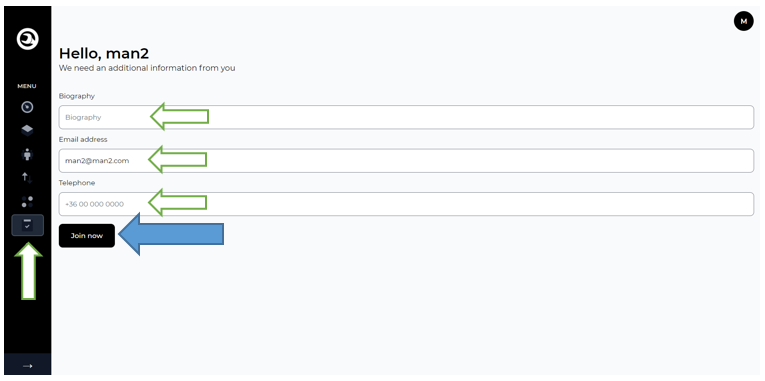 M
Hello, man2
We need an additional information from you
MENU
Biography
Biography
Email address
man2@man2.com
Telephone
+36 00 000 0000
Join now